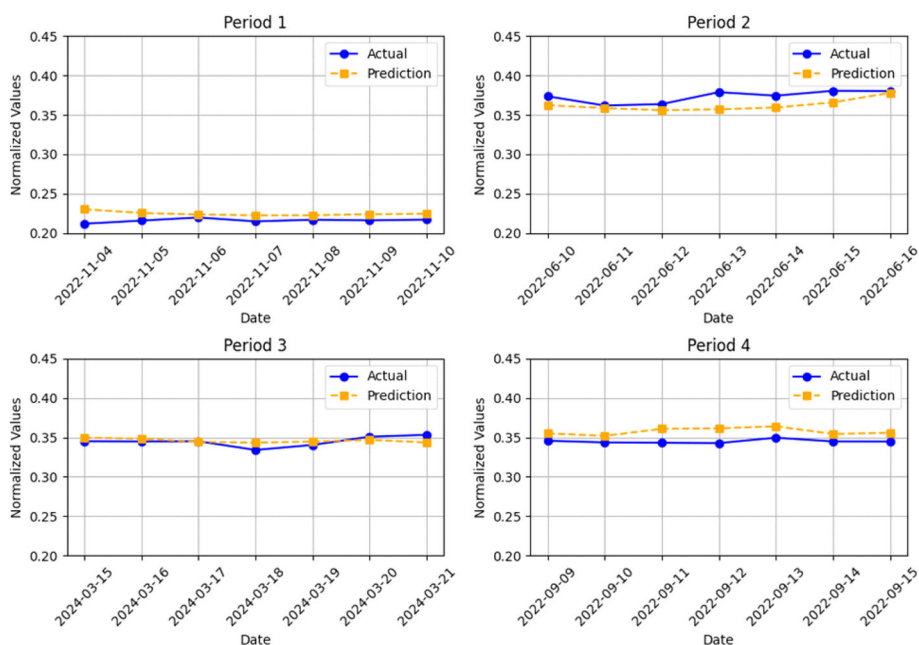 Period 1
Normalized Values
0.45
0.40
0.35
0.30
0.25
0.20
Actual
Prediction
2022-11-04
2022-11-05
2022-11-06
2022-11-07
2022-11-08
2022-11-09
2022-11-10
Date
Period 2
Normalized Values
0.45
0.40
0.35
0.30
0.25
0.20
Actual
Prediction
2022-06-10
2022-06-11
2022-06-12
2022-06-13
2022-06-14
2022-06-15
2022-06-16
Date
Period 3
Normalized Values
0.45
0.40
0.35
0.30
0.25
0.20
Actual
Prediction
2024-03-15
2024-03-16
2024-03-17
2024-03-18
2024-03-19
2024-03-20
2024-03-21
Date
Period 4
Normalized Values
0.45
0.40
0.35
0.30
0.25
0.20
Actual
Prediction
2022-09-09
2022-09-10
2022-09-11
2022-09-12
2022-09-13
2022-09-14
2022-09-15
Date